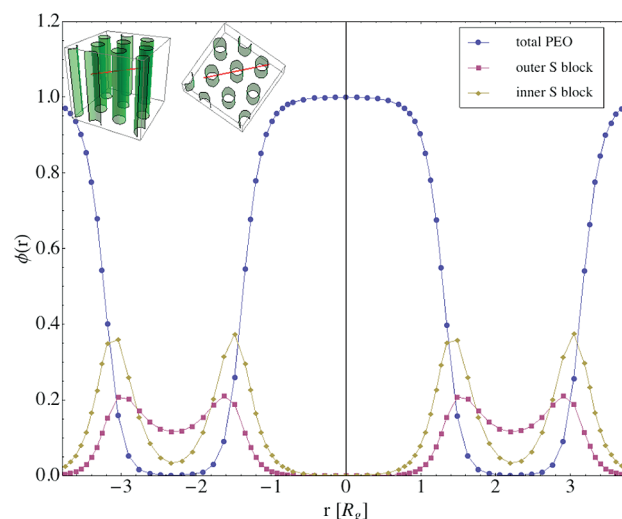 1.2
1.0
0.8
0.6
0.4
0.2
0.0
ϕ(r)
total PEO
outer S block
inner S block
−3 −2 −1 0 1 2 3
r [R_g]